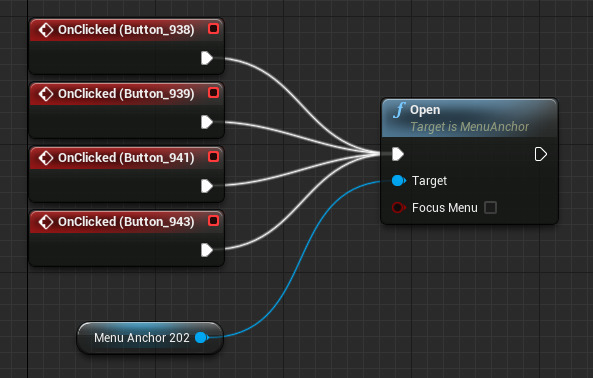 OnClicked (Button_938)
OnClicked (Button_939)
OnClicked (Button_941)
OnClicked (Button_943)
Menu Anchor 202
f Open
Target is MenuAnchor
Target
Focus Menu